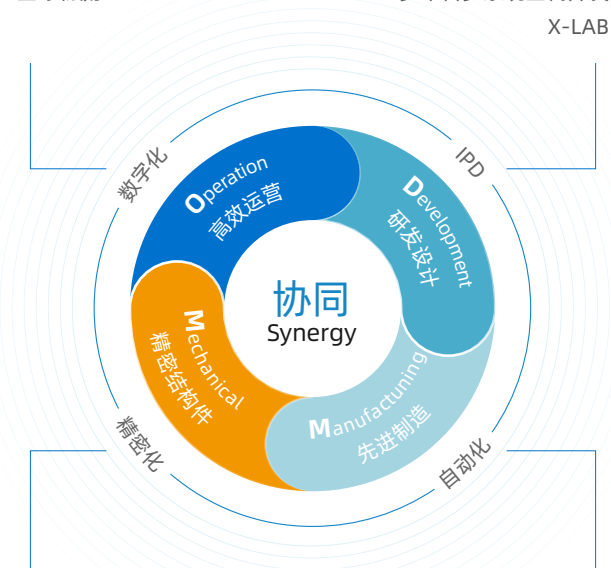 X-LAB
数字化
IPD
Operation
高效运营
Development
研发设计
协同
Synergy
Mechanical
精密结构件
Manufactuning
先进制造
精密化
自动化